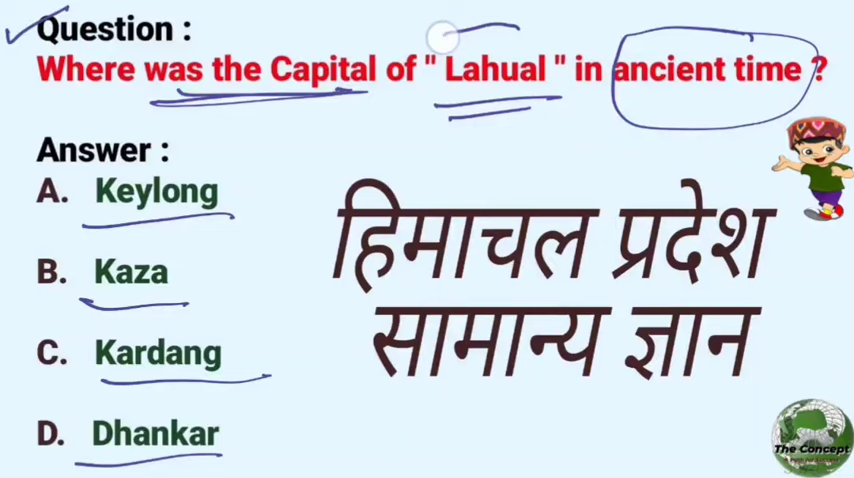 Question :
Where was the Capital of " Lahual " in ancient time ?
Answer :
A. Keylong
B. Kaza
C. Kardang
D. Dhankar
हिमाचल प्रदेश
सामान्य ज्ञान
The Concept